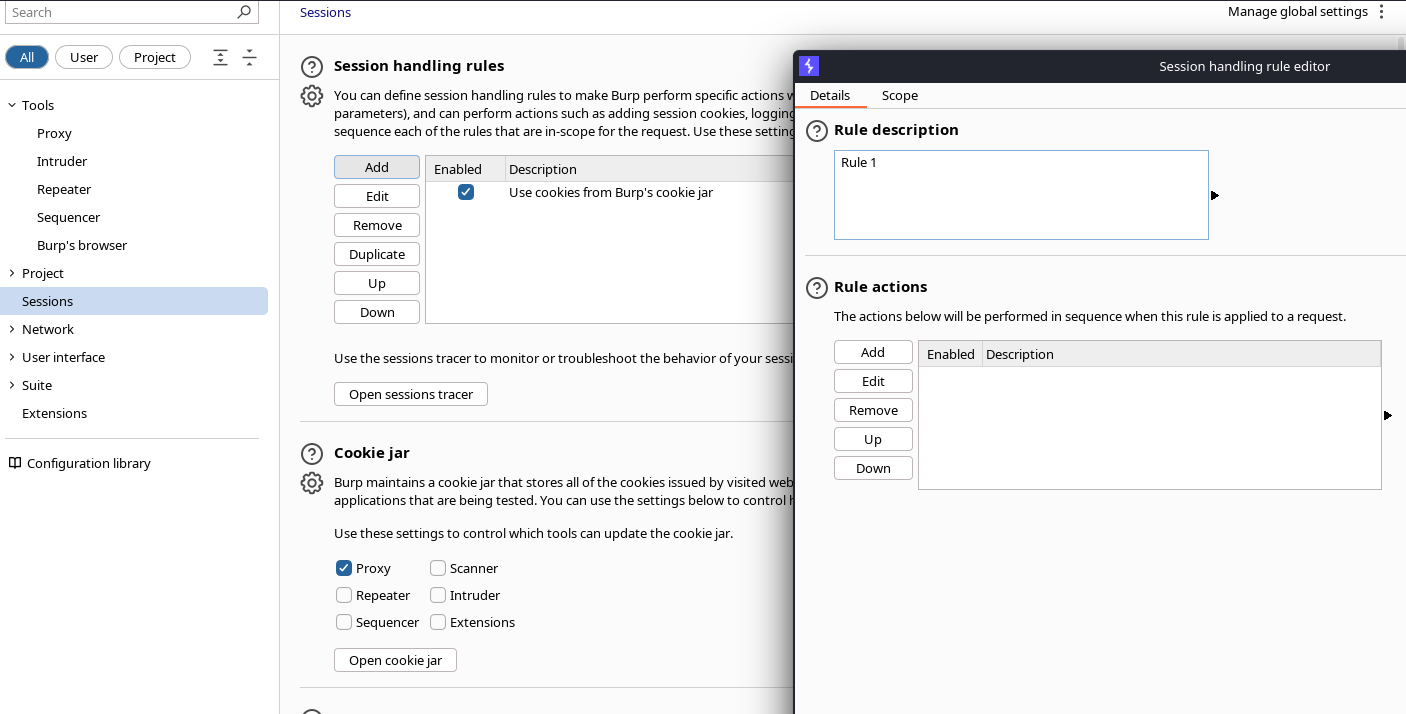 Search
All
User
Project
Tools
Proxy
Intruder
Repeater
Sequencer
Burp's browser
Project
Sessions
Network
User interface
Suite
Extensions
Configuration library
Sessions
Manage global settings
Session handling rules
You can define session handling rules to make Burp perform specific actions
parameters), and can perform actions such as adding session cookies, logging
sequence each of the rules that are in-scope for the request. Use these setting
Add
Edit
Remove
Duplicate
Up
Down
Enabled Description
Use cookies from Burp's cookie jar
Use the sessions tracer to monitor or troubleshoot the behavior of your sessi
Open sessions tracer
Cookie jar
Burp maintains a cookie jar that stores all of the cookies issued by visited web
applications that are being tested. You can use the settings below to control
Use these settings to control which tools can update the cookie jar.
Proxy Scanner
Repeater Intruder
Sequencer Extensions
Open cookie jar
Session handling rule editor
Details Scope
Rule description
Rule 1
Rule actions
The actions below will be performed in sequence when this rule is applied to a request.
Add
Edit
Remove
Up
Down
Enabled Description